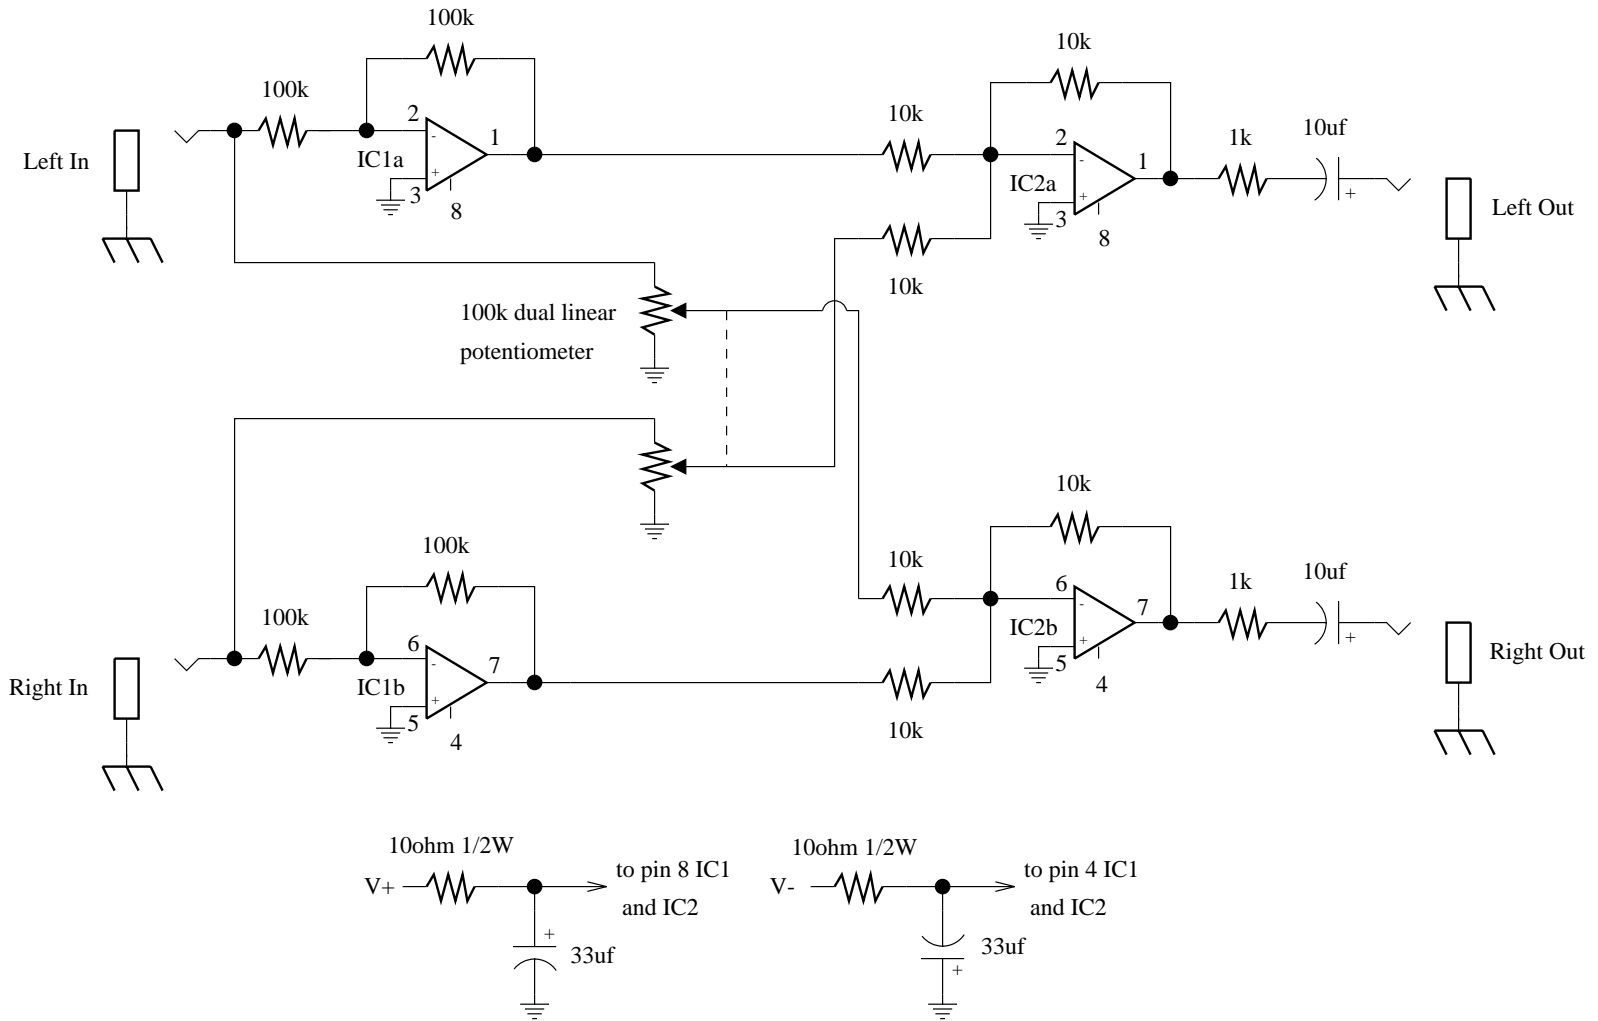 100k
10k
100k
10k
2
1
IC1a
+
-
3
8
Left In
2
1
IC2a
+
-
3
8
1k
10uf
+
Left Out
10k
100k dual linear
potentiometer
10k
100k
10k
100k
6
7
IC1b
+
-
5
4
Right In
6
7
IC2b
+
-
5
4
1k
10uf
+
Right Out
10k
10ohm 1/2W
V+
to pin 8 IC1
and IC2
+
33uf
10ohm 1/2W
V-
to pin 4 IC1
and IC2
33uf
+